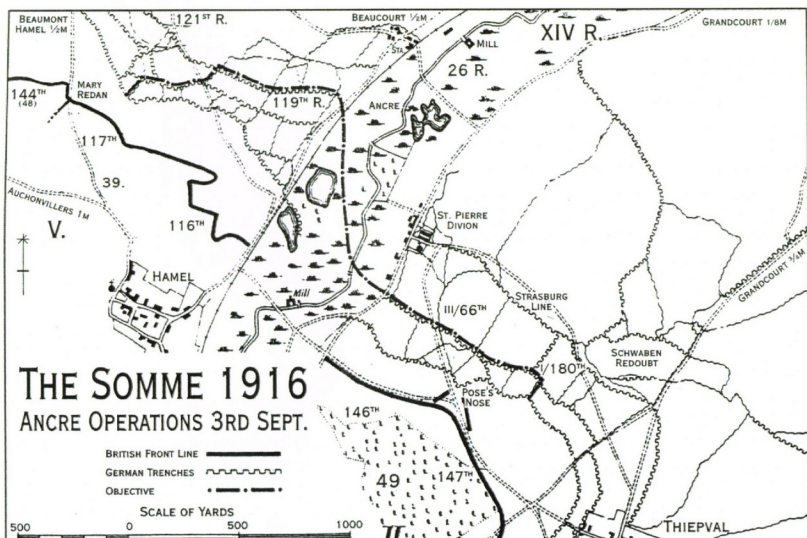 BEAUMONT
HAMEL ½M
121ST R.
BEAUCOURT ½M
STA.
MILL
XIV R.
GRANDCOURT 1/8M
26 R.
144TH
(48)
MARY
REDAN
119TH R.
ANCRE
117TH
39.
AUCHONVILLERS 1M
116TH
V.
ST. PIERRE
DIVION
HAMEL
Mill
III/66TH
STRASBURG
LINE
GRANDCOURT ¾M
I/180TH
SCHWABEN
REDOUBT
POPE'S
NOSE
THE SOMME 1916
ANCRE OPERATIONS 3RD SEPT.
BRITISH FRONT LINE
GERMAN TRENCHES
OBJECTIVE
SCALE OF YARDS
500 0 500 1000
146TH
147TH
49
II.
THIEPVAL